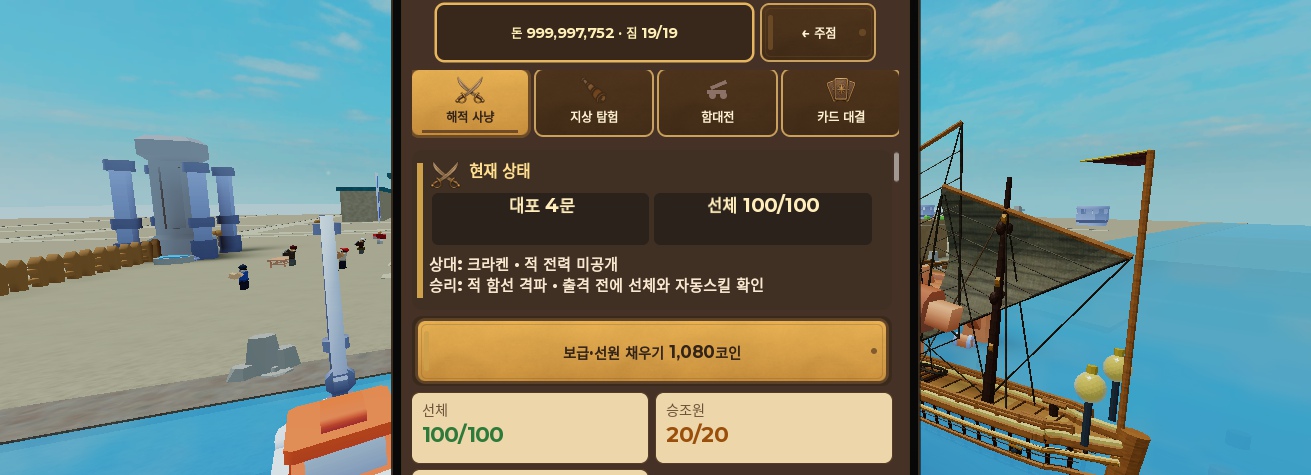 돈 999,997,752 · 짐 19/19
← 주점
해적 사냥
지상 탐험
함대전
카드 대결
현재 상태
대포 4문
선체 100/100
상대: 크라켄 • 적 전력 미공개
승리: 적 함선 격파 • 출격 전에 선체와 자동스킬 확인
보급·선원 채우기 1,080코인
선체
100/100
승조원
20/20